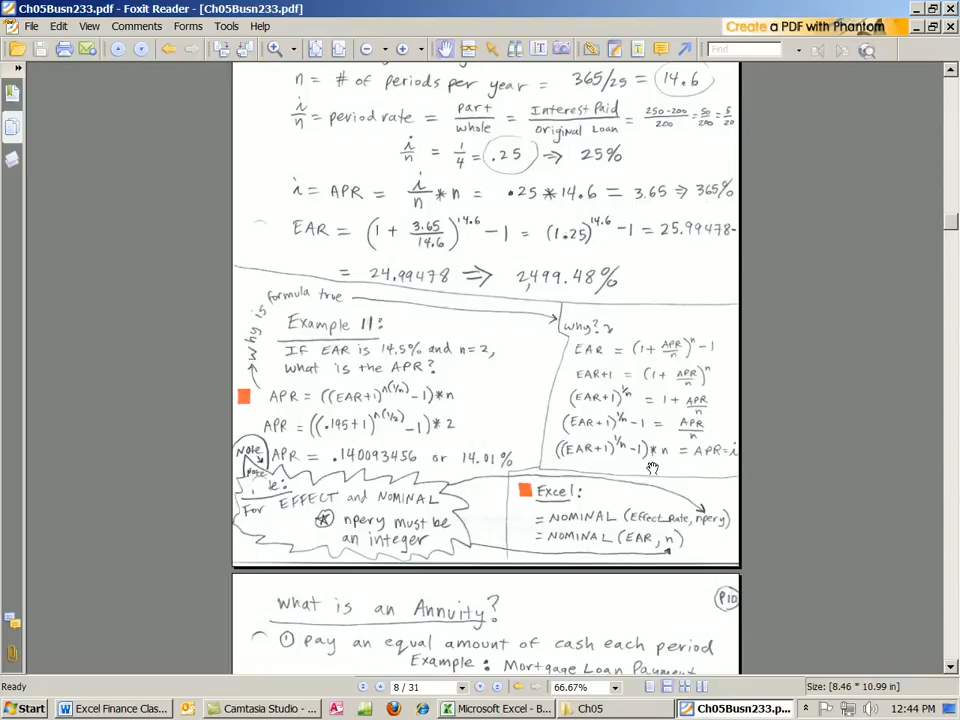 Ch05Busn233.pdf - Foxit Reader - [Ch05Busn233.pdf]
File Edit View Comments Forms Tools Help
Create a PDF with Phantom
Find
n = # of periods per year = 365/25 = 14.6
i/n = period rate = part/whole = Interest Paid/Original Loan = 250-200/200 = 50/200 = 5/20
i/n = 1/4 = .25 ⇒ 25%
i = APR = i/n * n = .25 * 14.6 = 3.65 ⇒ 365%
EAR = (1 + 3.65/14.6)^14.6 - 1 = (1.25)^14.6 - 1 = 25.99478-
= 24.99478 ⇒ 2,499.48%
Why is formula true
Example 11:
If EAR is 14.5% and n=2,
what is the APR?
APR = ((EAR+1)^(1/n) -1)*n
APR = ((.145+1)^(1/2) -1)*2
APR = .140093456 or 14.01%
Why?
EAR = (1+ APR/n)^n -1
EAR+1 = (1+ APR/n)^n
(EAR+1)^1/n = 1+ APR/n
(EAR+1)^1/n -1 = APR/n
((EAR+1)^1/n -1)*n = APR=i
Note
Note:
For EFFECT and NOMINAL
npery must be
an integer
Excel:
= NOMINAL (Effect_Rate, npery)
= NOMINAL (EAR, n)
What is an Annuity?
P10
① pay an equal amount of cash each period
Example: Mortgage Loan Payment
Ready
8 / 31
66.67%
Size: [8.46 * 10.99 in]
Start
Excel Finance Clas...
Camtasia Studio - ...
Microsoft Excel - B...
Ch05
Ch05Busn233.p...
12:44 PM